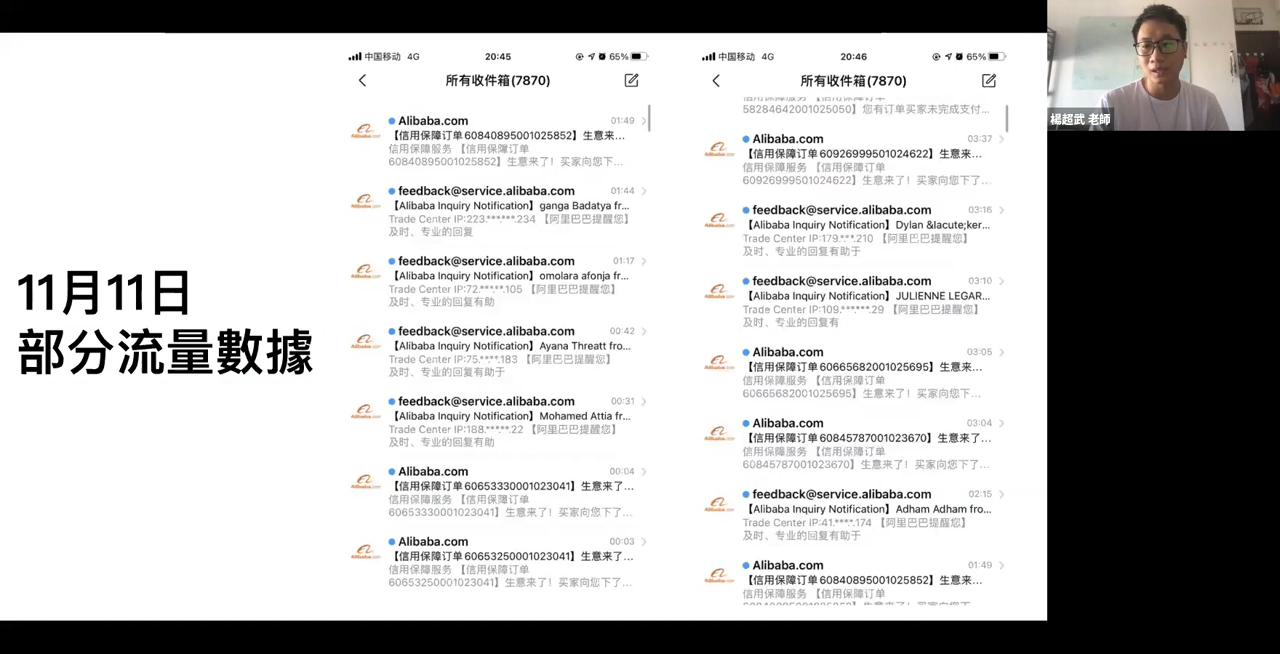 11月11日
部分流量數據
中国移动 4G
20:45
65%
所有收件箱(7870)
Alibaba.com
01:49
【信用保障订单 60840895001025852】生意来...
信用保障服务 【信用保障订单
60840895001025852】生意来了！买家向您下...
feedback@service.alibaba.com
01:44
【Alibaba Inquiry Notification】ganga Badatya fr...
Trade Center IP:223.******.234 【阿里巴巴提醒您】
及时、专业的回复
feedback@service.alibaba.com
01:17
【Alibaba Inquiry Notification】omolara afonja fr...
Trade Center IP:72.***.**.105 【阿里巴巴提醒您】
及时、专业的回复有助
feedback@service.alibaba.com
00:42
【Alibaba Inquiry Notification】Ayana Threatt fro...
Trade Center IP:75.**.**.183 【阿里巴巴提醒您】
及时、专业的回复有助于
feedback@service.alibaba.com
00:31
【Alibaba Inquiry Notification】Mohamed Attia fr...
Trade Center IP:188.***.**.22 【阿里巴巴提醒您】
及时、专业的回复有助
Alibaba.com
00:04
【信用保障订单 60653330001023041】生意来了...
信用保障服务 【信用保障订单
60653330001023041】生意来了！买家向您下了...
Alibaba.com
00:03
【信用保障订单 60653250001023041】生意来了...
信用保障服务 【信用保障订单
60653250001023041】生意来了！买家向您下了...
中国移动 4G
20:46
65%
所有收件箱(7870)
信用保障服务 【信用保障订单
58284642001025050】您有订单买家未完成支付...
Alibaba.com
03:37
【信用保障订单 60926999501024622】生意来...
信用保障服务 【信用保障订单
60926999501024622】生意来了！买家向您下了...
feedback@service.alibaba.com
03:16
【Alibaba Inquiry Notification】Dylan &Iacute;ker...
Trade Center IP:179.***.210 【阿里巴巴提醒您】
及时、专业的回复有助于
feedback@service.alibaba.com
03:10
【Alibaba Inquiry Notification】JULIENNE LEGAR...
Trade Center IP:109.******.29 【阿里巴巴提醒您】
及时、专业的回复有
Alibaba.com
03:05
【信用保障订单 60665682001025695】生意来...
信用保障服务 【信用保障订单
60665682001025695】生意来了！买家向您下...
Alibaba.com
03:04
【信用保障订单 60845787001023670】生意来了...
信用保障服务 【信用保障订单
60845787001023670】生意来了！买家向您下了...
feedback@service.alibaba.com
02:15
【Alibaba Inquiry Notification】Adham Adham fro...
Trade Center IP:41.****.174 【阿里巴巴提醒您】
及时、专业的回复有助于
Alibaba.com
01:49
【信用保障订单 60840895001025852】生意来...
信用保障服务 【信用保障订单
楊超武 老師